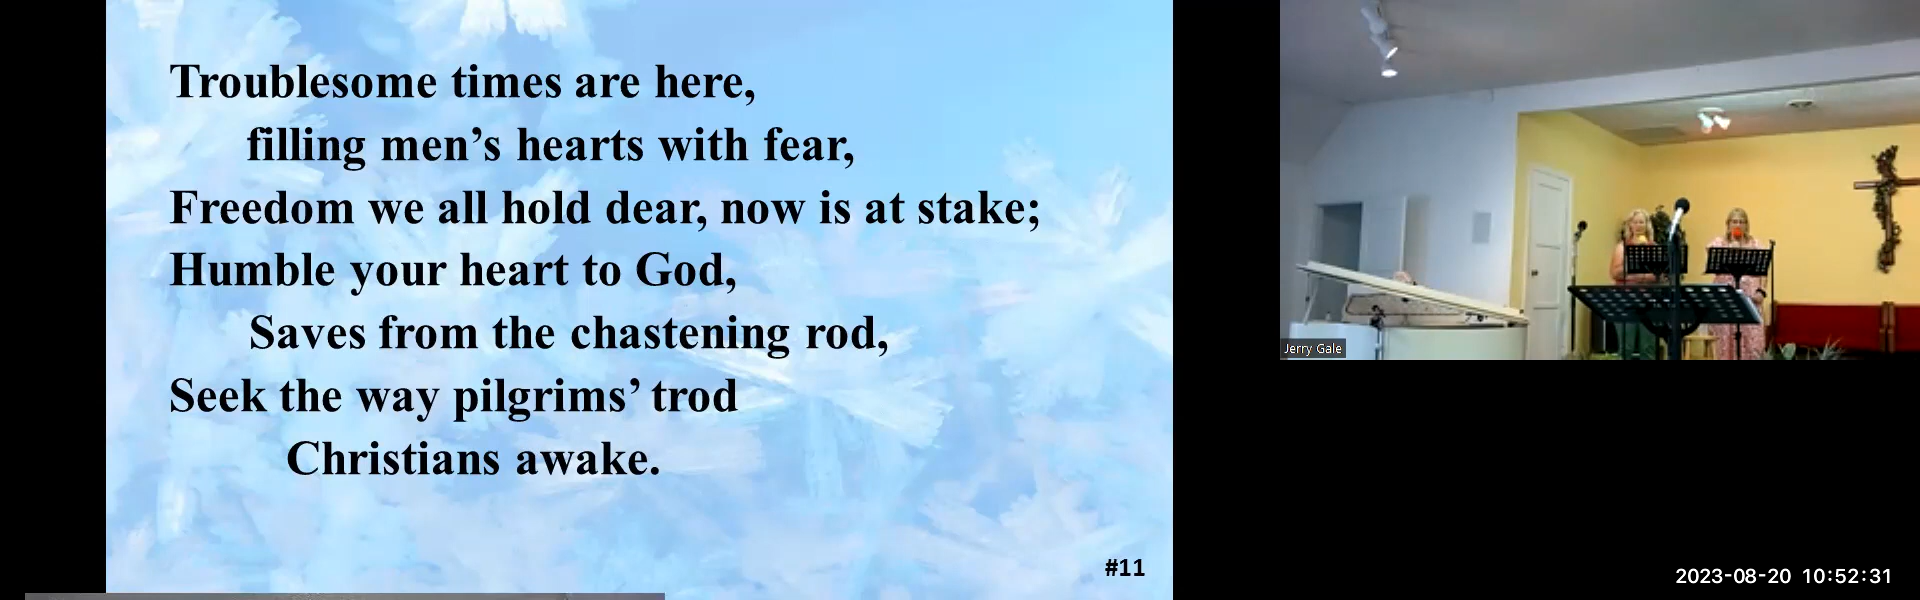 Troublesome times are here,
filling men’s hearts with fear,
Freedom we all hold dear, now is at stake;
Humble your heart to God,
Saves from the chastening rod,
Seek the way pilgrims’ trod
Christians awake.
#11
Jerry Gale
2023-08-20 10:52:31